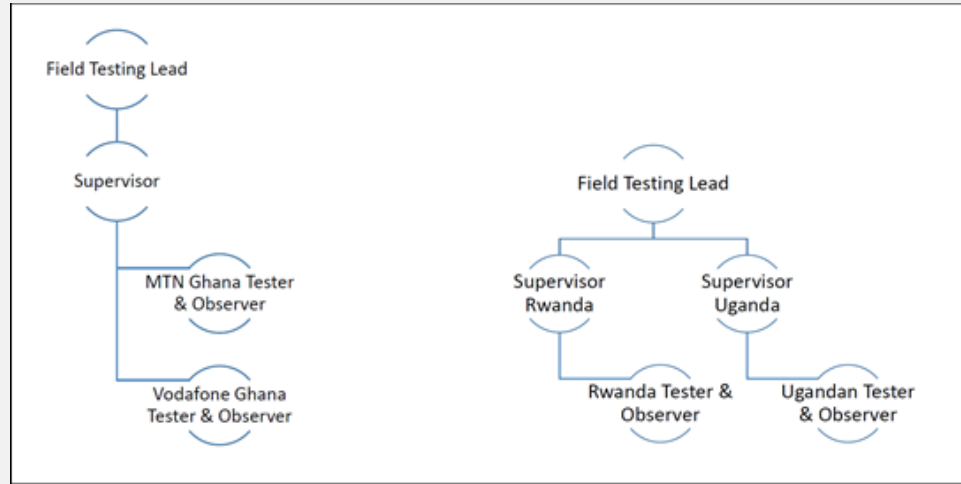 Field Testing Lead
Supervisor
MTN Ghana Tester
& Observer
Vodafone Ghana
Tester & Observer
Field Testing Lead
Supervisor
Rwanda
Supervisor
Uganda
Rwanda Tester &
Observer
Ugandan Tester
& Observer